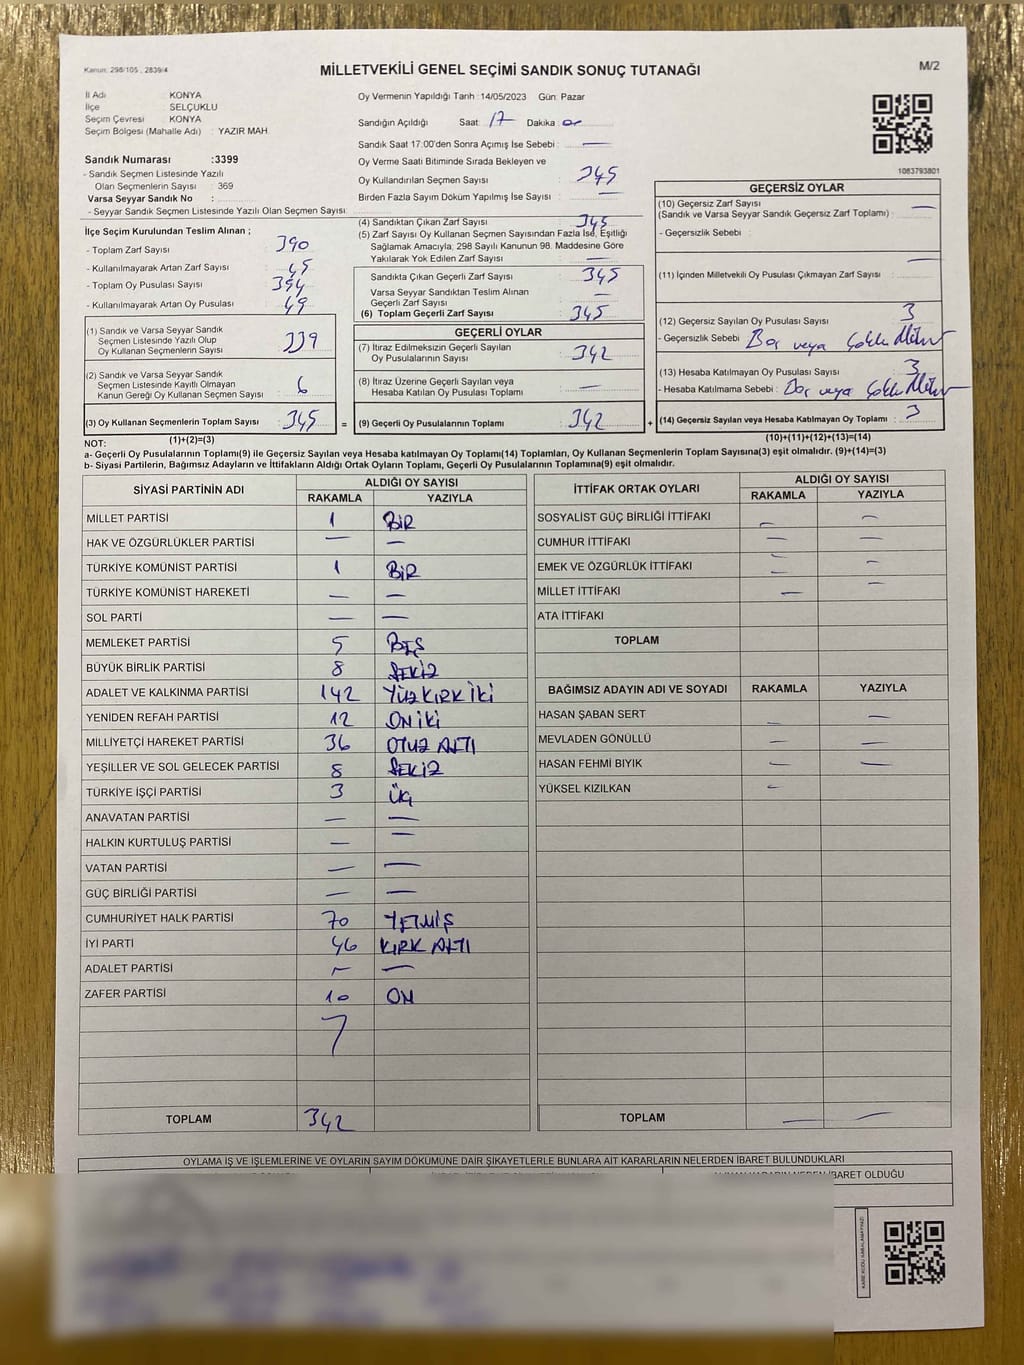 Kanun: 298/105, 2839/4
MİLLETVEKİLİ GENEL SEÇİMİ SANDIK SONUÇ TUTANAĞI
M/2
İl Adı : KONYA
İlçe : SELÇUKLU
Seçim Çevresi : KONYA
Seçim Bölgesi (Mahalle Adı) : YAZIR MAH.
Sandık Numarası : 3399
- Sandık Seçmen Listesinde Yazılı
Olan Seçmenlerin Sayısı : 369
Varsa Seyyar Sandık No :
- Seyyar Sandık Seçmen Listesinde Yazılı Olan Seçmen Sayısı:
İlçe Seçim Kurulundan Teslim Alınan ;
- Toplam Zarf Sayısı : 390
- Kullanılmayarak Artan Zarf Sayısı : 45
- Toplam Oy Pusulası Sayısı : 394
- Kullanılmayarak Artan Oy Pusulası : 49
(1) Sandık ve Varsa Seyyar Sandık
Seçmen Listesinde Yazılı Olup
Oy Kullanan Seçmenlerin Sayısı : 339
(2) Sandık ve Varsa Seyyar Sandık
Seçmen Listesinde Kayıtlı Olmayan
Kanun Gereği Oy Kullanan Seçmen Sayısı : 6
(3) Oy Kullanan Seçmenlerin Toplam Sayısı : 345 =
(1)+(2)=(3)
Oy Vermenin Yapıldığı Tarih :14/05/2023 Gün: Pazar
Sandığın Açıldığı Saat: 17 Dakika: 00
Sandık Saat 17:00'den Sonra Açımış İse Sebebi : —
Oy Verme Saati Bitiminde Sırada Bekleyen ve
Oy Kullandırılan Seçmen Sayısı : 345
Birden Fazla Sayım Döküm Yapılmış İse Sayısı : —
(4) Sandıktan Çıkan Zarf Sayısı : 345
(5) Zarf Sayısı Oy Kullanan Seçmen Sayısından Fazla İse, Eşitliği
Sağlamak Amacıyla, 298 Sayılı Kanunun 98. Maddesine Göre
Yakılarak Yok Edilen Zarf Sayısı : —
Sandıkta Çıkan Geçerli Zarf Sayısı : 345
Varsa Seyyar Sandıktan Teslim Alınan
Geçerli Zarf Sayısı : —
(6) Toplam Geçerli Zarf Sayısı : 345
GEÇERLİ OYLAR
(7) İtiraz Edilmeksizin Geçerli Sayılan
Oy Pusulalarının Sayısı : 342
(8) İtiraz Üzerine Geçerli Sayılan veya
Hesaba Katılan Oy Pusulası Toplamı : —
(9) Geçerli Oy Pusulalarının Toplamı : 342 +
1083793801
GEÇERSİZ OYLAR
(10) Geçersiz Zarf Sayısı : —
(Sandık ve Varsa Seyyar Sandık Geçersiz Zarf Toplamı) :
- Geçersizlik Sebebi :
(11) İçinden Milletvekili Oy Pusulası Çıkmayan Zarf Sayısı : —
(12) Geçersiz Sayılan Oy Pusulası Sayısı : 3
- Geçersizlik Sebebi : Boş veya
(13) Hesaba Katılmayan Oy Pusulası Sayısı : 3
- Hesaba Katılmama Sebebi : Boş veya
(14) Geçersiz Sayılan veya Hesaba Katılmayan Oy Toplamı : 3
(10)+(11)+(12)+(13)=(14)
NOT:
a- Geçerli Oy Pusulasının Toplamı(9) ile Geçersiz Sayılan veya Hesaba katılmayan Oy Toplamı(14) Toplamları, Oy Kullanan Seçmenlerin Toplam Sayısına(3) eşit olmalıdır. (9)+(14)=(3)
b- Siyasi Partilerin, Bağımsız Adayların ve İttifakların Aldığı Ortak Oyların Toplamı, Geçerli Oy Pusulalarının Toplamına(9) eşit olmalıdır.
SİYASİ PARTİNİN ADI ALDIĞI OY SAYISI
RAKAMLA YAZIYLA
MİLLET PARTİSİ 1 BİR
HAK VE ÖZGÜRLÜKLER PARTİSİ — —
TÜRKİYE KOMÜNİST PARTİSİ 1 BİR
TÜRKİYE KOMÜNİST HAREKETİ — —
SOL PARTİ — —
MEMLEKET PARTİSİ 5 BEŞ
BÜYÜK BİRLİK PARTİSİ 8 SEKİZ
ADALET VE KALKINMA PARTİSİ 142 YÜZ KIRK İKİ
YENİDEN REFAH PARTİSİ 12 ON İKİ
MİLLİYETÇİ HAREKET PARTİSİ 36 OTUZ ALTI
YEŞİLLER VE SOL GELECEK PARTİSİ 8 SEKİZ
TÜRKİYE İŞÇİ PARTİSİ 3 ÜÇ
ANAVATAN PARTİSİ — —
HALKIN KURTULUŞ PARTİSİ — —
VATAN PARTİSİ — —
GÜÇ BİRLİĞİ PARTİSİ — —
CUMHURİYET HALK PARTİSİ 70 YETMİŞ
İYİ PARTİ 46 KIRK ALTI
ADALET PARTİSİ — —
ZAFER PARTİSİ 10 ON
TOPLAM 342
İTTİFAK ORTAK OYLARI ALDIĞI OY SAYISI
RAKAMLA YAZIYLA
SOSYALİST GÜÇ BİRLİĞİ İTTİFAKI — —
CUMHUR İTTİFAKI — —
EMEK VE ÖZGÜRLÜK İTTİFAKI — —
MİLLET İTTİFAKI — —
ATA İTTİFAKI
TOPLAM
BAĞIMSIZ ADAYIN ADI VE SOYADI RAKAMLA YAZIYLA
HASAN ŞABAN SERT — —
MEVLADEN GÖNÜLLÜ — —
HASAN FEHMİ BIYIK — —
YÜKSEL KIZILKAN —
TOPLAM — —
OYLAMA İŞ VE İŞLEMLERİNE VE OYLARIN SAYIM DÖKÜMÜNE DAİR ŞİKAYETLERLE BUNLARA AİT KARARLARIN NELERDEN İBARET BULUNDUKLARI
İBARET OLDUĞU